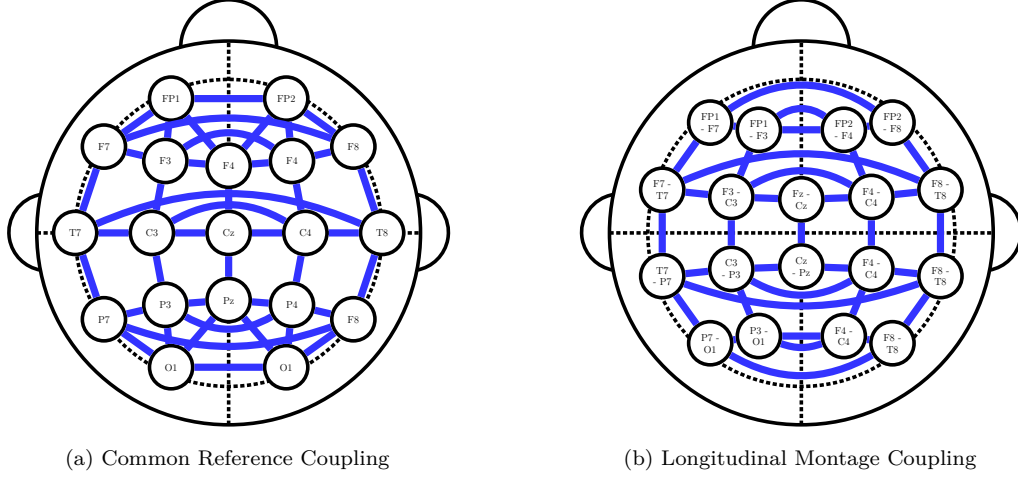 FP1
FP2
F7
F3
F4
F4
F8
T7
C3
Cz
C4
T8
P7
P3
Pz
P4
F8
O1
O1
(a) Common Reference Coupling
FP1
- F7
FP1
- F3
FP2
- F4
FP2
- F8
F7 -
T7
F3 -
C3
Fz -
Cz
F4 -
C4
F8 -
T8
T7
- P7
C3
- P3
Cz
- Pz
F4 -
C4
F8 -
T8
P7 -
O1
P3 -
O1
F4 -
C4
F8 -
T8
(b) Longitudinal Montage Coupling